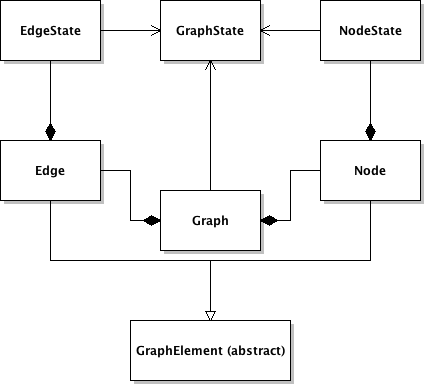 EdgeState
GraphState
NodeState
Edge
Node
Graph
GraphElement (abstract)